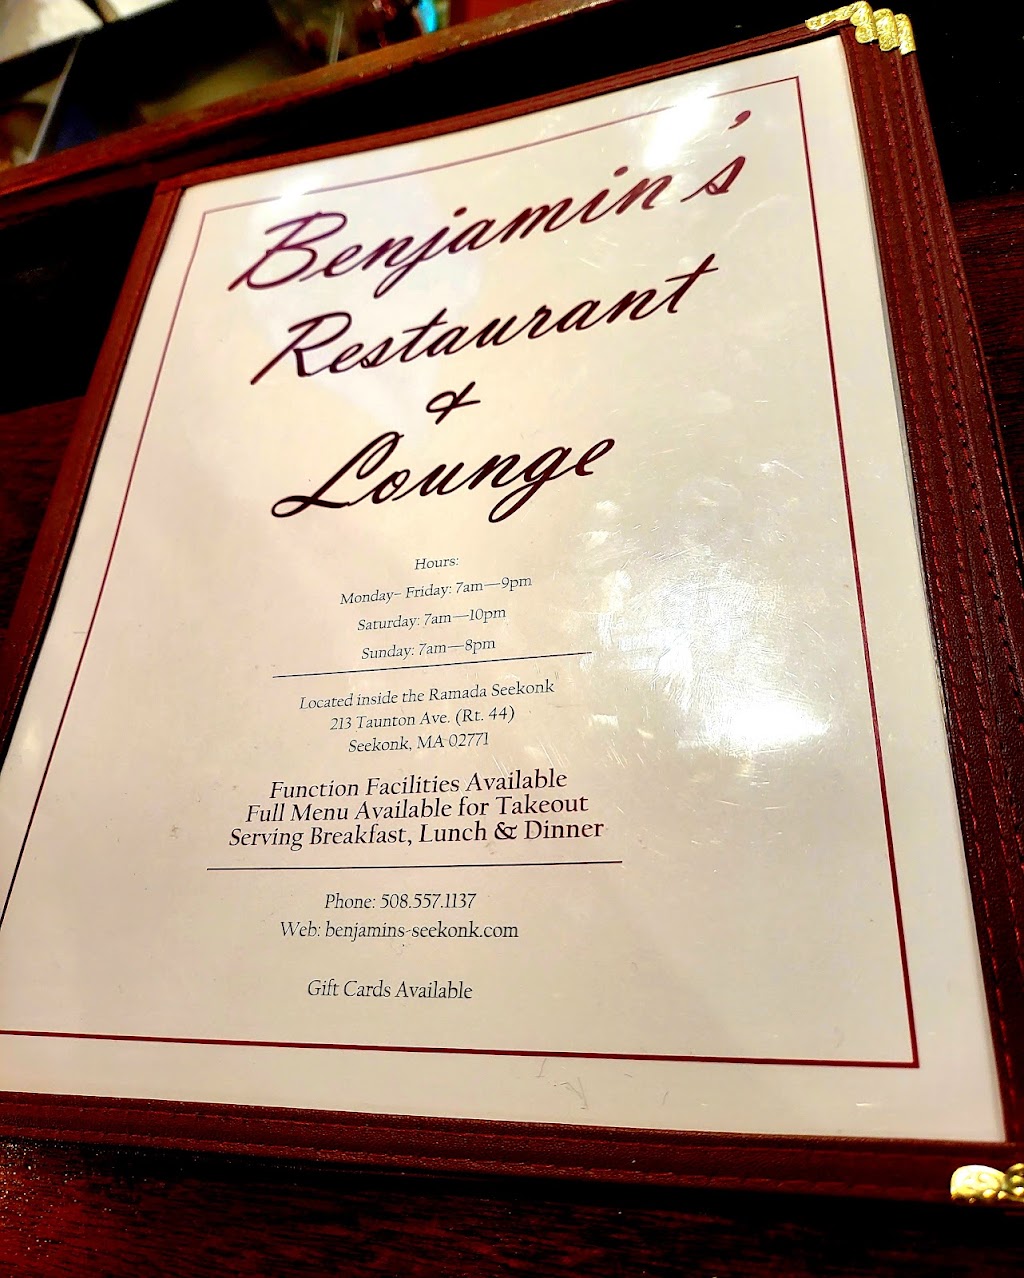 Benjamin's
Restaurant
&
Lounge
Hours:
Monday- Friday: 7am—9pm
Saturday: 7am—10pm
Sunday: 7am—8pm
Located inside the Ramada Seekonk
213 Taunton Ave. (Rt. 44)
Seekonk, MA 02771
Function Facilities Available
Full Menu Available for Takeout
Serving Breakfast, Lunch & Dinner
Phone: 508.557.1137
Web: benjamins-seekonk.com
Gift Cards Available